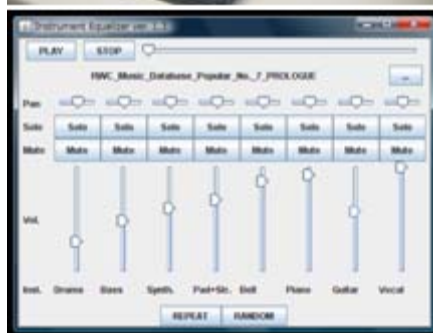 Instrument Equalizer ver 1.1
PLAY STOP
RWC_Music_Database_Popular_No._7_PROLOGUE
...
Pan
Solo Solo Solo Solo Solo Solo Solo Solo Solo
Mute Mute Mute Mute Mute Mute Mute Mute Mute
Vol.
Inst. Drums Bass Synth. Pad+Str. Bell Piano Guitar Vocal
REPEAT RANDOM